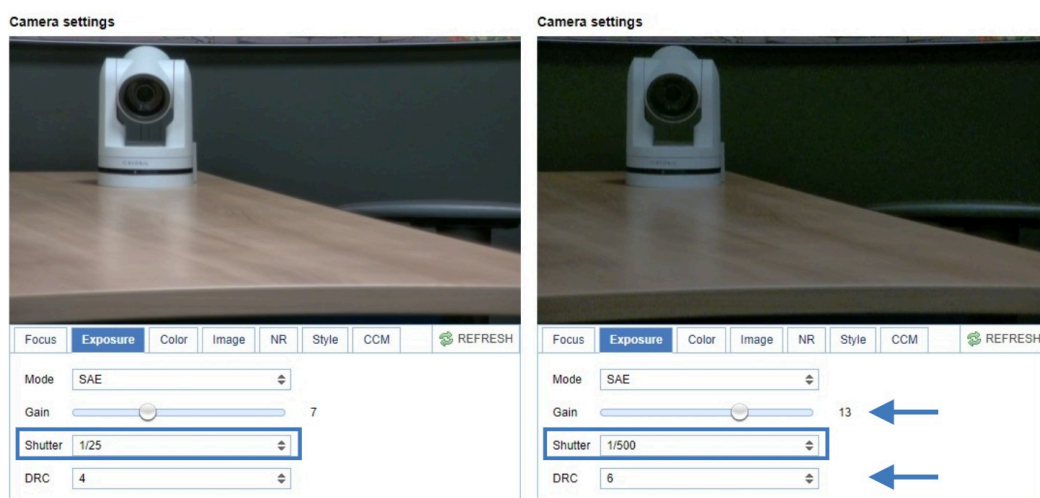 Camera settings
Focus Exposure Color Image NR Style CCM REFRESH
Mode SAE
Gain 7
Shutter 1/25
DRC 4
Camera settings
Focus Exposure Color Image NR Style CCM REFRESH
Mode SAE
Gain 13
Shutter 1/500
DRC 6